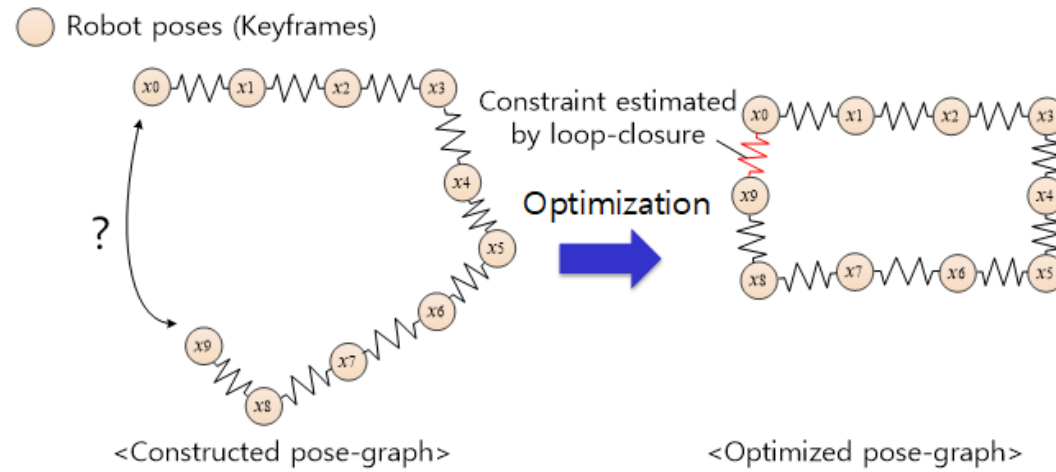 Robot poses (Keyframes)
x0
x1
x2
x3
x4
x5
x6
x7
x8
x9
?
<Constructed pose-graph>
Optimization
Constraint estimated
by loop-closure
x0
x1
x2
x3
x4
x5
x6
x7
x8
x9
<Optimized pose-graph>